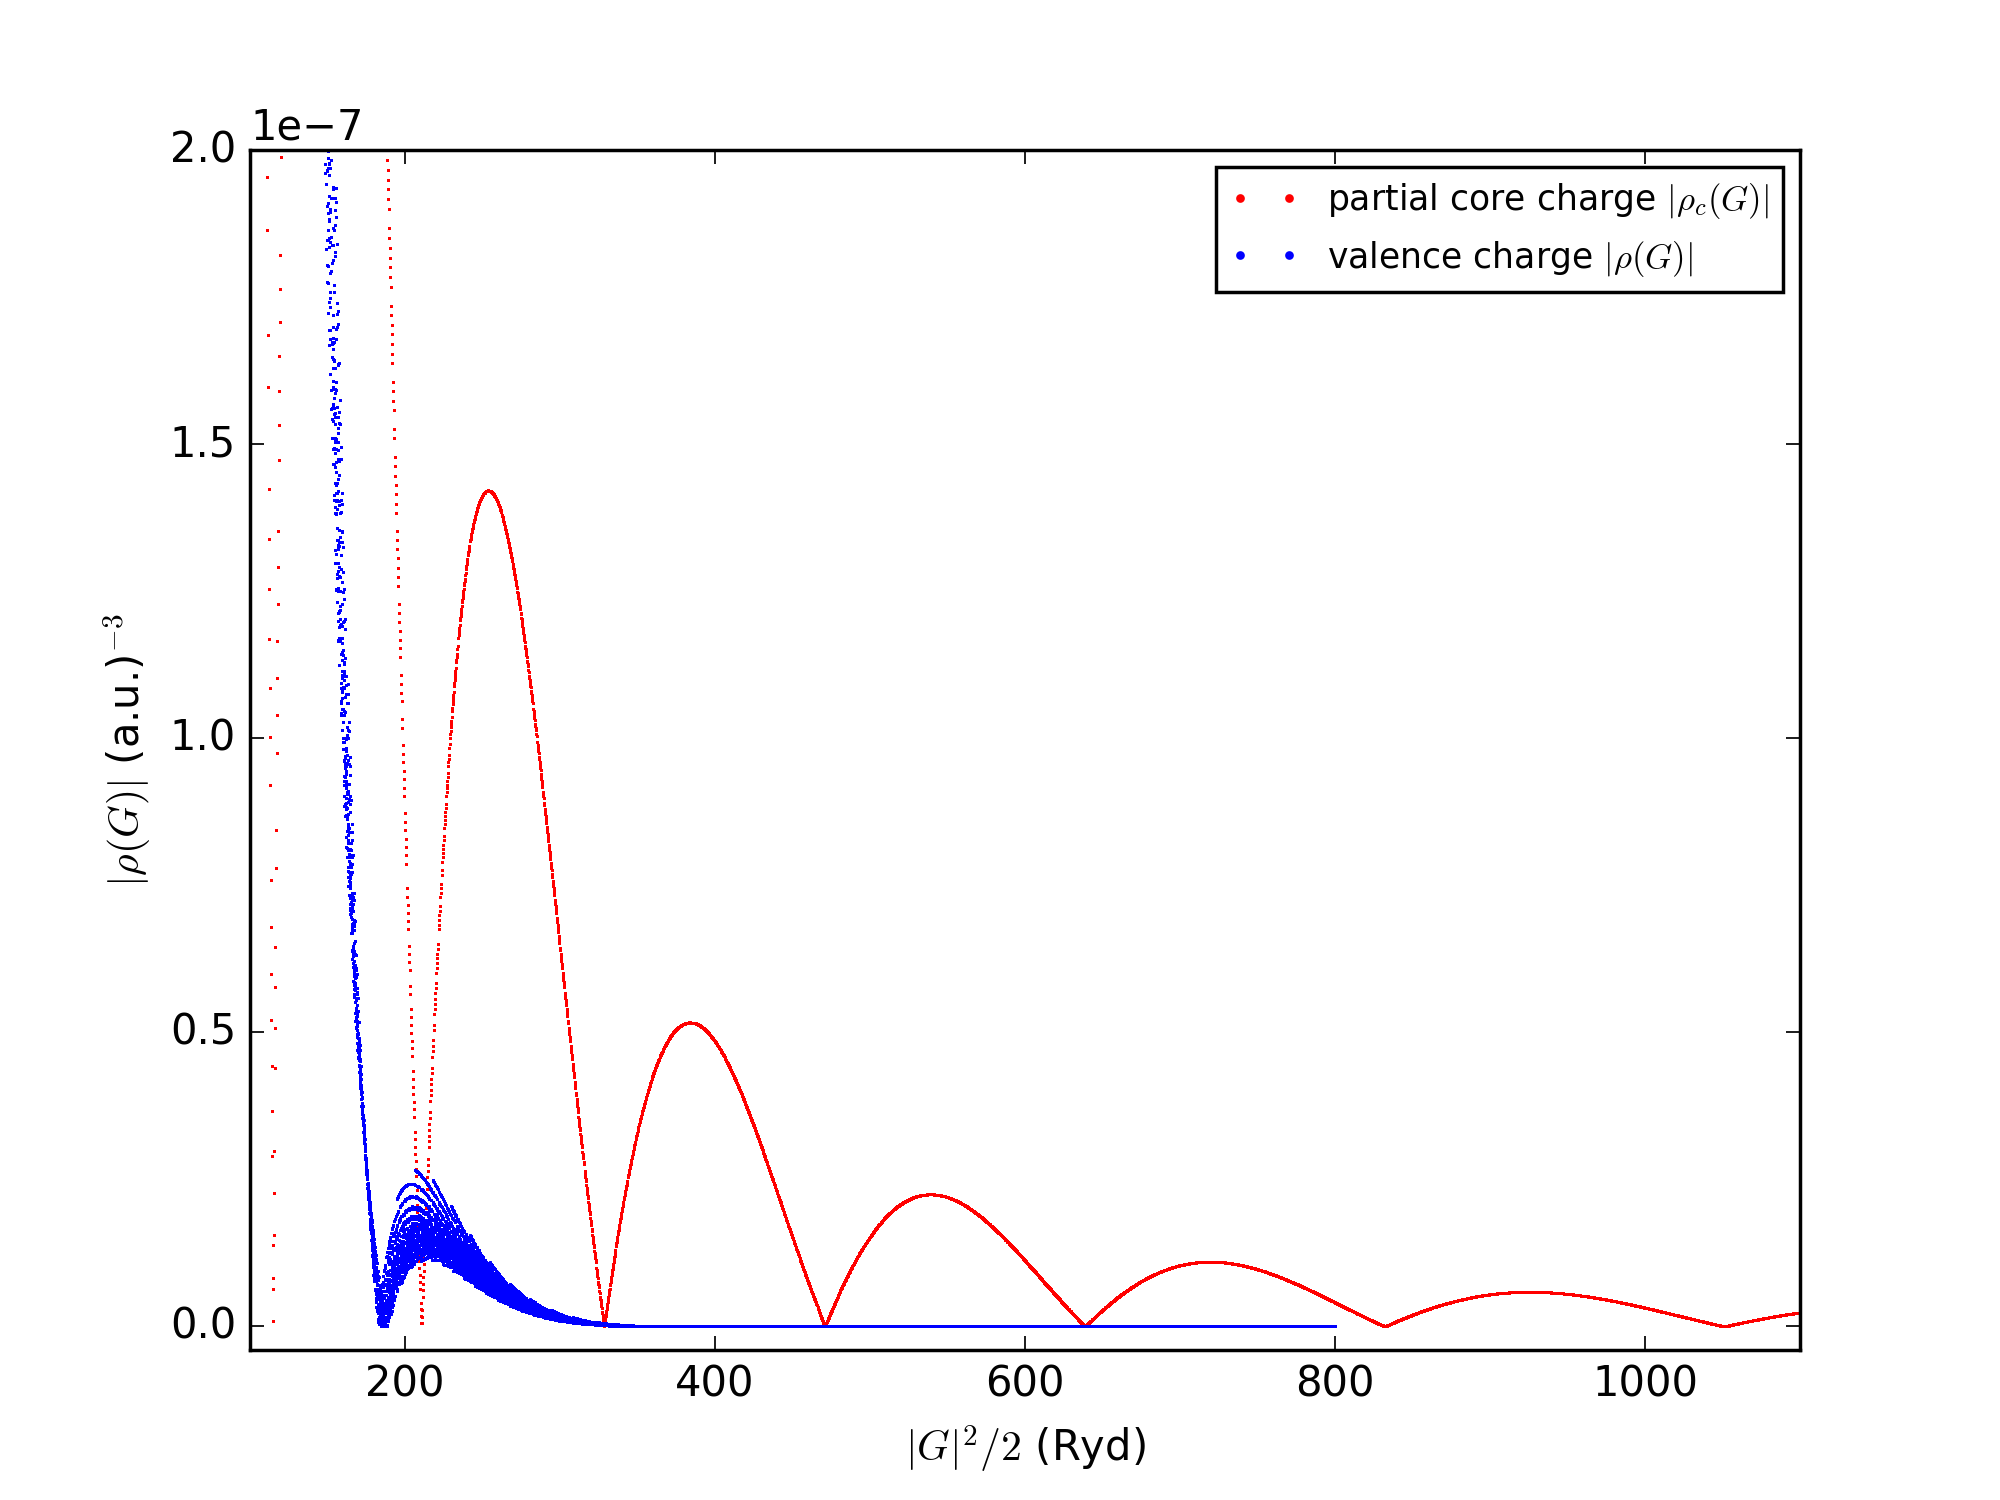 1e−7
2.0
1.5
1.0
0.5
0.0
|ρ(G)| (a.u.)⁻³
partial core charge |ρ_c(G)|
valence charge |ρ(G)|
200 400 600 800 1000
|G|²/2 (Ryd)